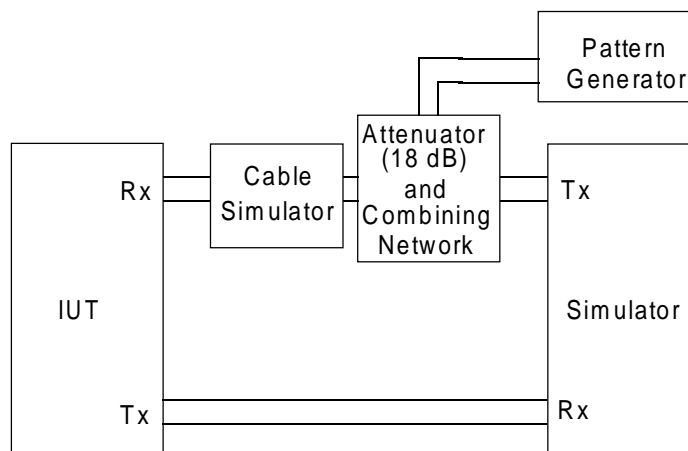 Pattern
Generator
Attenuator
(18 dB)
and
Combining
Network
Cable
Simulator
Rx
Tx
IUT
Simulator
Tx
Rx